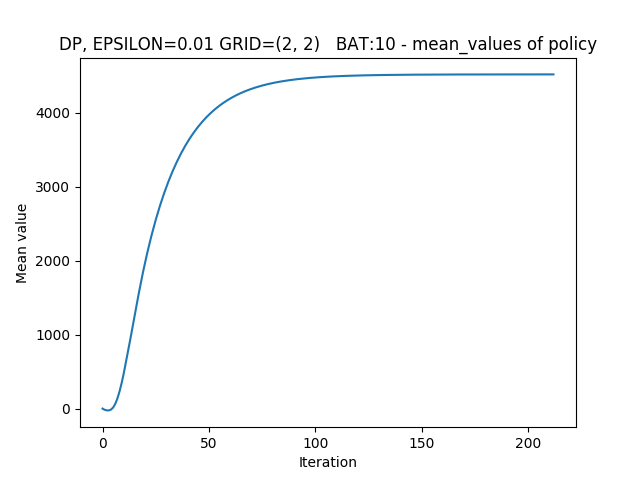 DP, EPSILON=0.01 GRID=(2, 2)   BAT:10 - mean_values of policy
Mean value
4000
3000
2000
1000
0
0 50 100 150 200
Iteration